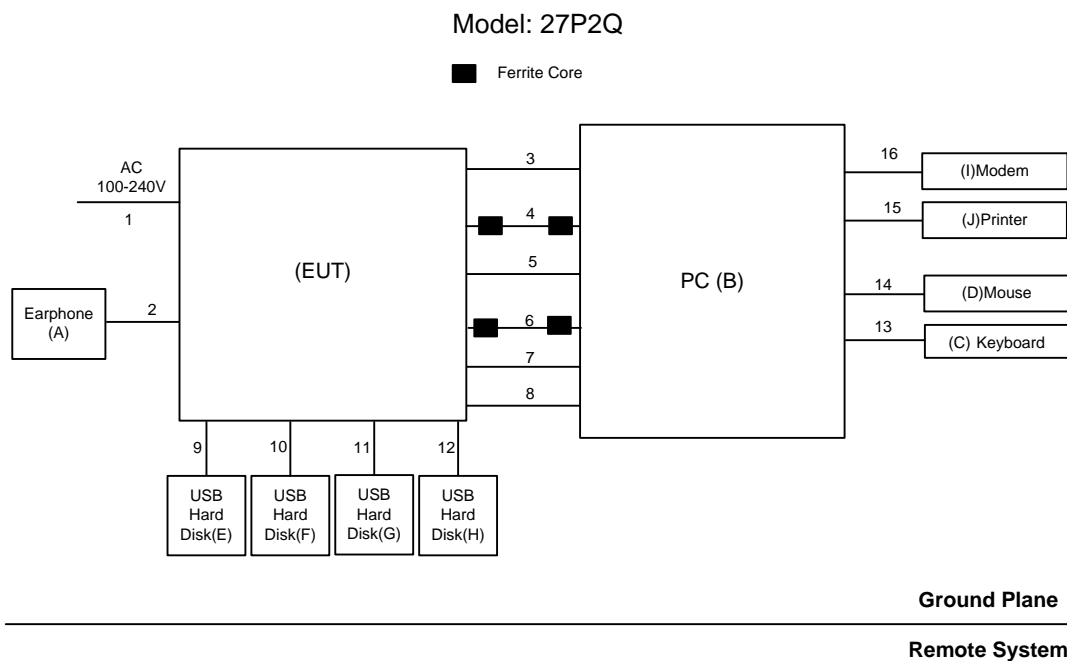 Model: 27P2Q
Ferrite Core
AC
100-240V
1
Earphone
(A)
2
(EUT)
3
4
5
6
7
8
PC (B)
16
(I)Modem
15
(J)Printer
14
(D)Mouse
13
(C) Keyboard
9
10
11
12
USB
Hard
Disk(E)
USB
Hard
Disk(F)
USB
Hard
Disk(G)
USB
Hard
Disk(H)
Ground Plane
Remote System